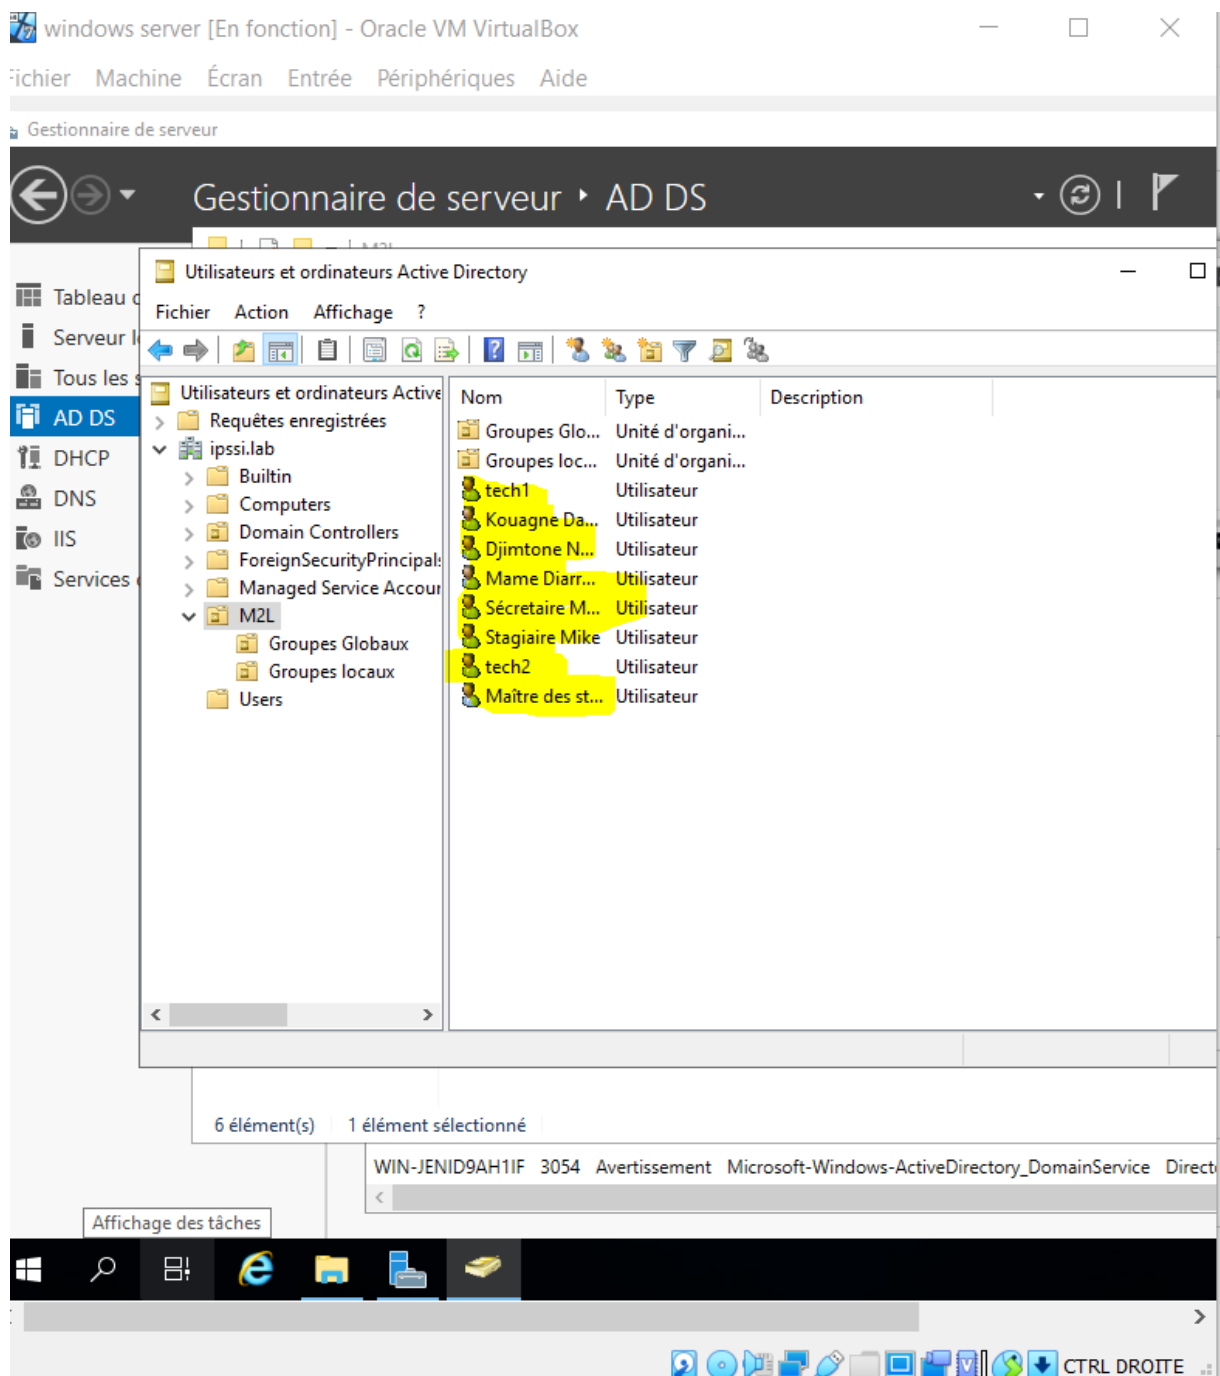 windows server [En fonction] - Oracle VM VirtualBox
Fichier Machine Écran Entrée Périphériques Aide
Gestionnaire de serveur
Gestionnaire de serveur AD DS
M2L
Utilisateurs et ordinateurs Active Directory
Tableau d
Fichier Action Affichage ?
Serveur l
Tous les s
AD DS
DHCP
DNS
IIS
Services
Utilisateurs et ordinateurs Active
Requêtes enregistrées
ipssi.lab
Builtin
Computers
Domain Controllers
ForeignSecurityPrincipals
Managed Service Accour
M2L
Groupes Globaux
Groupes locaux
Users
Nom Type Description
Groupes Glo... Unité d'organi...
Groupes loc... Unité d'organi...
tech1 Utilisateur
Kouagne Da... Utilisateur
Djimtone N... Utilisateur
Mame Diarr... Utilisateur
Sécretaire M... Utilisateur
Stagiaire Mike Utilisateur
tech2 Utilisateur
Maître des st... Utilisateur
6 élément(s) 1 élément sélectionné
WIN-JENID9AH1IF 3054 Avertissement Microsoft-Windows-ActiveDirectory_DomainService Direct
Affichage des tâches
CTRL DROITE